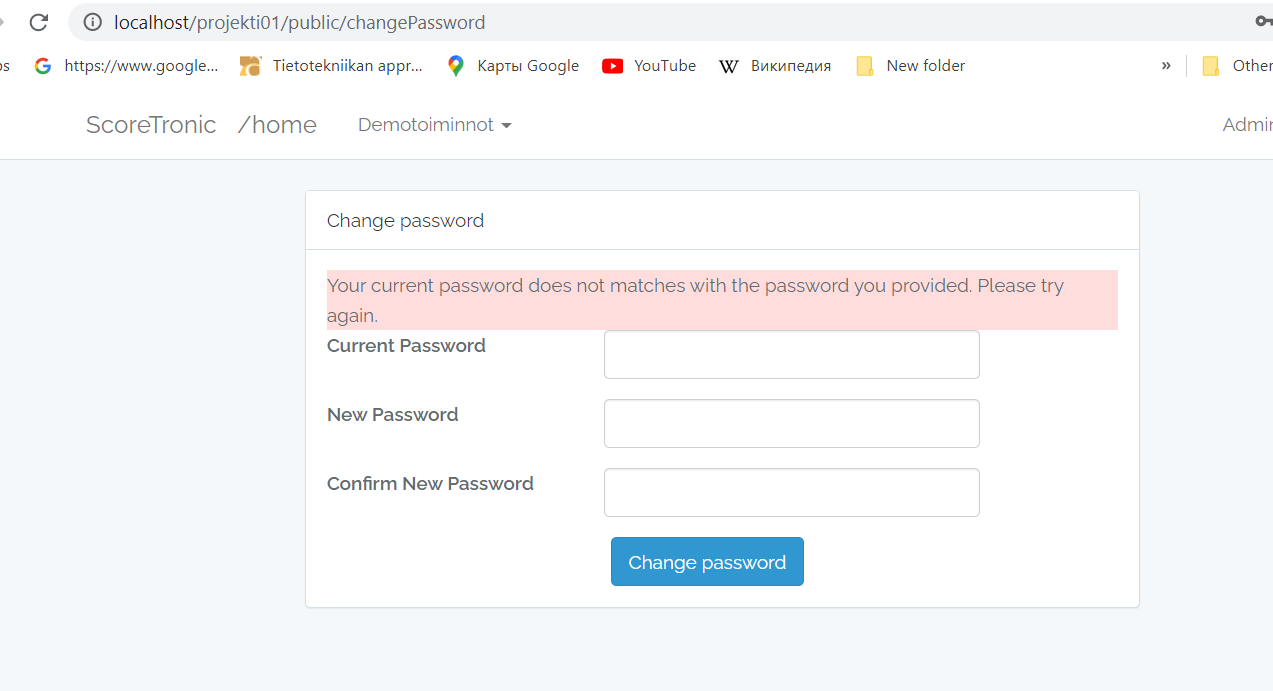 localhost/projekti01/public/changePassword
https://www.google... Tietotekniikan appr... Карты Google YouTube W Википедия New folder » Other
ScoreTronic /home Demotoiminnot Admin
Change password
Your current password does not matches with the password you provided. Please try
again.
Current Password
New Password
Confirm New Password
Change password